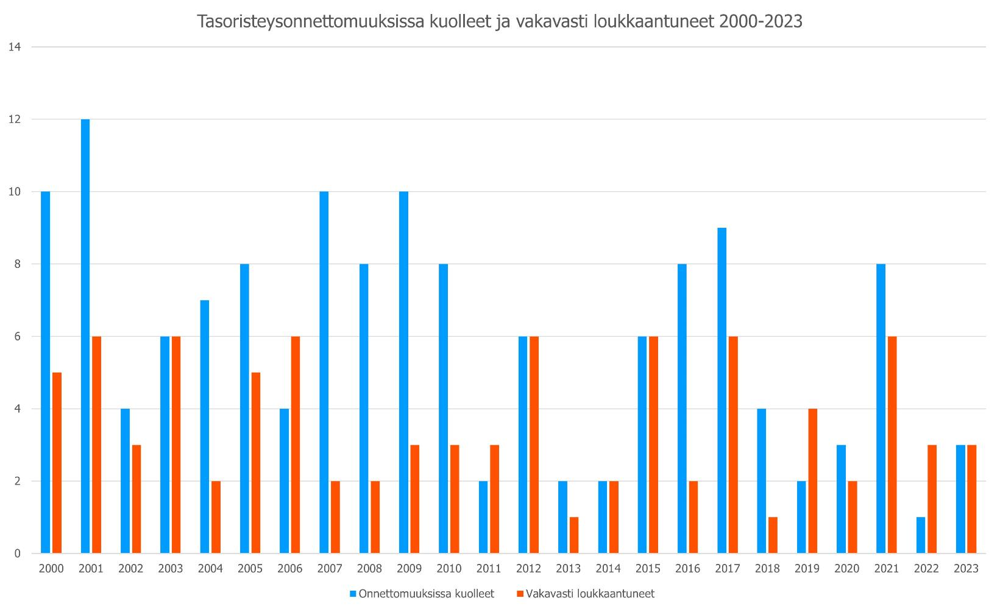 Tasoristeysonnettomuuksissa kuolleet ja vakavasti loukkaantuneet 2000-2023
14
12
10
8
6
4
2
0
2000 2001 2002 2003 2004 2005 2006 2007 2008 2009 2010 2011 2012 2013 2014 2015 2016 2017 2018 2019 2020 2021 2022 2023
Onnettomuuksissa kuolleet Vakavasti loukkaantuneet